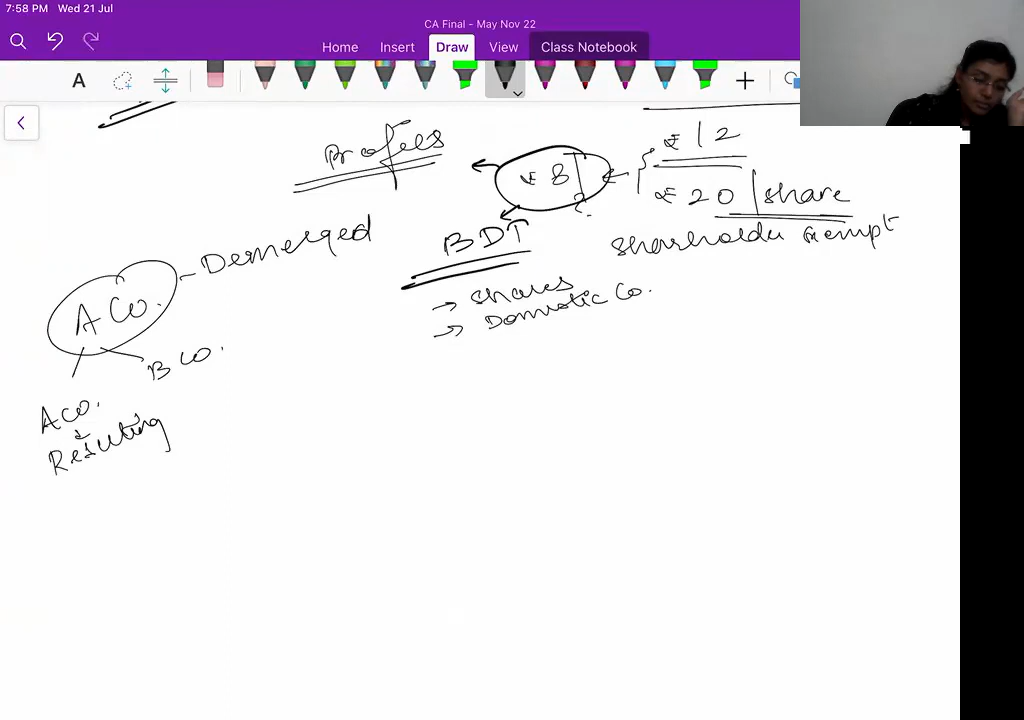 7:58 PM Wed 21 Jul
CA Final - May Nov 22
Home Insert Draw View Class Notebook
A
Profits
₹ 8
?
₹ 12
₹ 20 | share
shareholder exempt
BDT
→ Shares
→ Domestic Co.
A Co. - Demerged
B Co.
A Co.
↓
Resulting